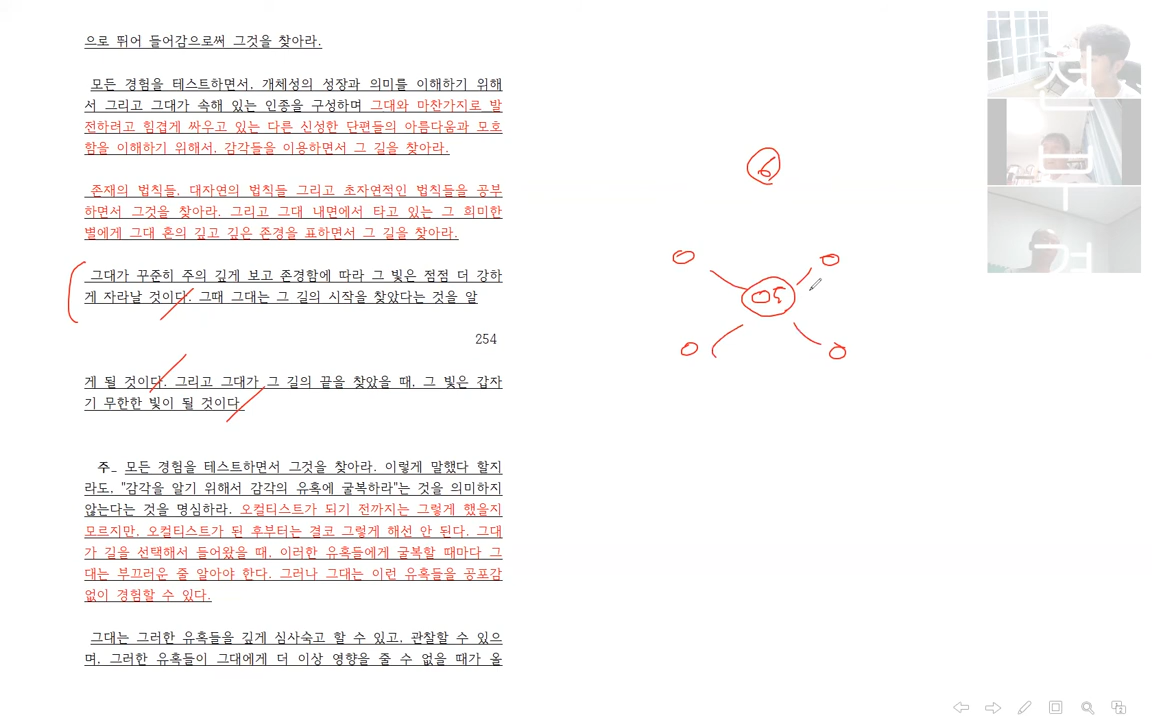 으로 뛰어 들어감으로써 그것을 찾아라.
모든 경험을 테스트하면서, 개체성의 성장과 의미를 이해하기 위해
서 그리고 그대가 속해 있는 인종을 구성하며 그대와 마찬가지로 발
전하려고 힘겹게 싸우고 있는 다른 신성한 단편들의 아름다움과 모호
함을 이해하기 위해서, 감각들을 이용하면서 그 길을 찾아라.
존재의 법칙들, 대자연의 법칙들 그리고 초자연적인 법칙들을 공부
하면서 그것을 찾아라. 그리고 그대 내면에서 타고 있는 그 희미한
별에게 그대 혼의 깊고 깊은 존경을 표하면서 그 길을 찾아라.
그대가 꾸준히 주의 깊게 보고 존경함에 따라 그 빛은 점점 더 강하
게 자라날 것이다. 그때 그대는 그 길의 시작을 찾았다는 것을 알
254
게 될 것이다. 그리고 그대가 그 길의 끝을 찾았을 때, 그 빛은 갑자
기 무한한 빛이 될 것이다.
주_ 모든 경험을 테스트하면서 그것을 찾아라. 이렇게 말했다 할지
라도, "감각을 알기 위해서 감각의 유혹에 굴복하라"는 것을 의미하지
않는다는 것을 명심하라. 오컬티스트가 되기 전까지는 그렇게 했을지
모르지만, 오컬티스트가 된 후부터는 결코 그렇게 해선 안 된다. 그대
가 길을 선택해서 들어왔을 때, 이러한 유혹들에게 굴복할 때마다 그
대는 부끄러운 줄 알아야 한다. 그러나 그대는 이런 유혹들을 공포감
없이 경험할 수 있다.
그대는 그러한 유혹들을 깊게 심사숙고 할 수 있고, 관찰할 수 있으
며, 그러한 유혹들이 그대에게 더 이상 영향을 줄 수 없을 때가 올
6